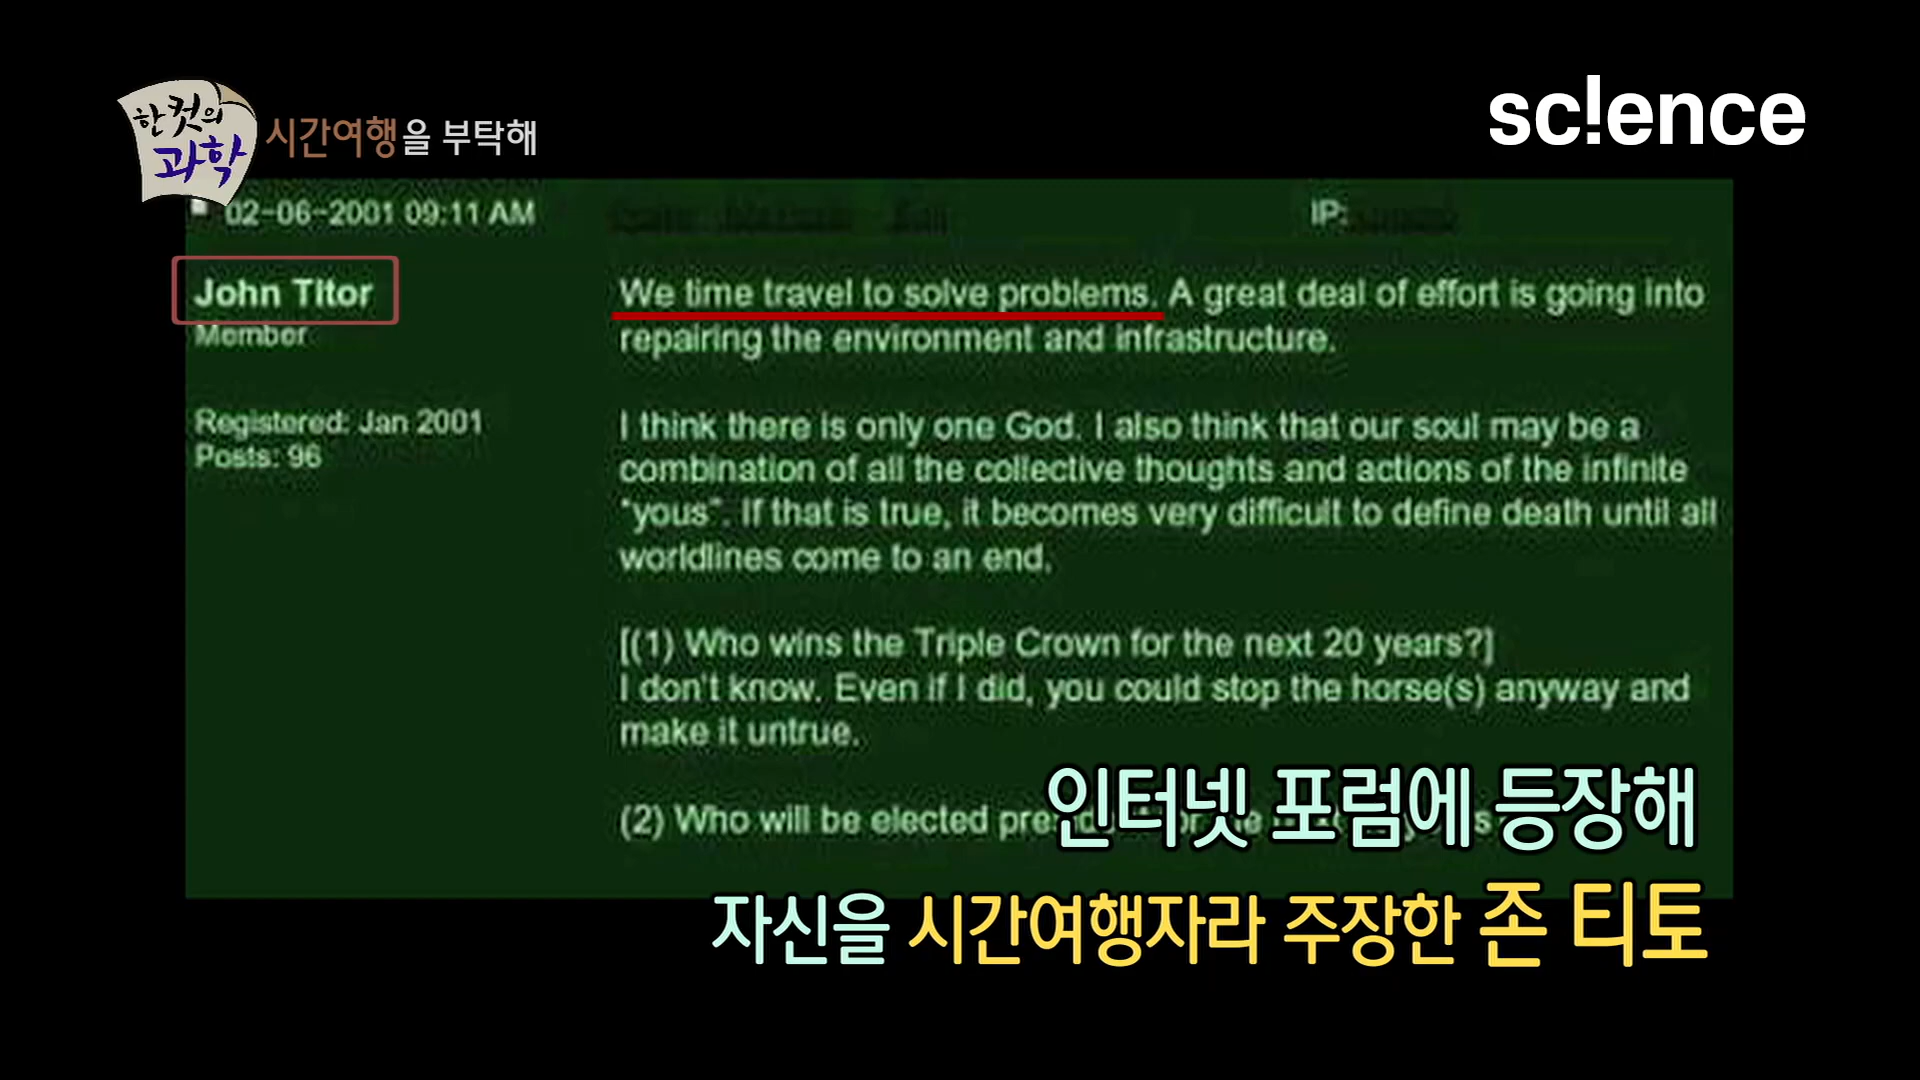 한 컷의
과학
시간여행을 부탁해
sc!ence
02-06-2001 09:11 AM
IP:
John Titor
Member
Registered: Jan 2001
Posts: 96
We time travel to solve problems. A great deal of effort is going into
repairing the environment and infrastructure.
I think there is only one God. I also think that our soul may be a
combination of all the collective thoughts and actions of the infinite
"yous". If that is true, it becomes very difficult to define death until all
worldlines come to an end.
[(1) Who wins the Triple Crown for the next 20 years?]
I don't know. Even if I did, you could stop the horse(s) anyway and
make it untrue.
(2) Who will be elected
인터넷 포럼에 등장해
자신을 시간여행자라 주장한 존 티토